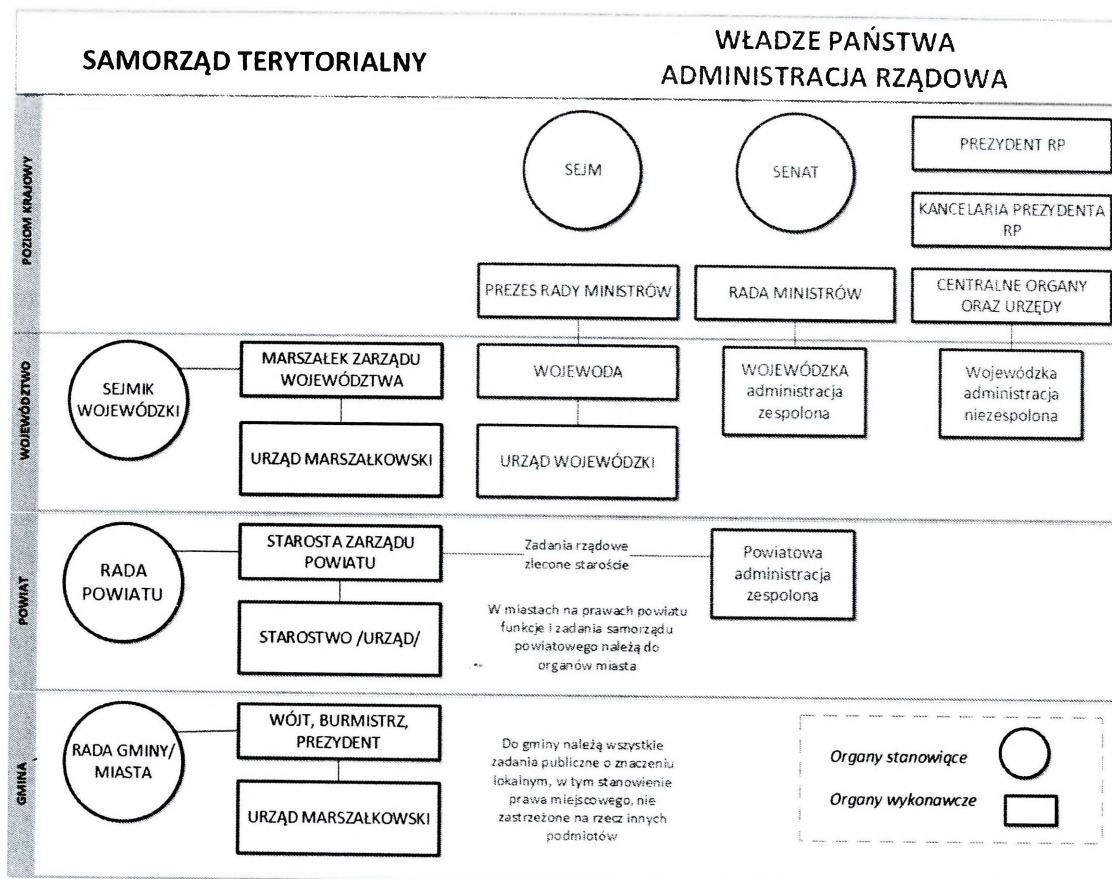 SAMORZĄD TERYTORIALNY
WŁADZE PAŃSTWA
ADMINISTRACJA RZĄDOWA
POZIOM KRAJOWY
SEJM
SENAT
PREZYDENT RP
KANCELARIA PREZYDENTA
RP
PREZES RADY MINISTRÓW
RADA MINISTRÓW
CENTRALNE ORGANY
ORAZ URZĘDY
WOJEWÓDZTWO
SEJMIK
WOJEWÓDZKI
MARSZAŁEK ZARZĄDU
WOJEWÓDZTWA
URZĄD MARSZAŁKOWSKI
WOJEWODA
URZĄD WOJEWÓDZKI
WOJEWÓDZKA
administracja
zespolona
Wojewódzka
administracja
niezespolona
POWIAT
RADA
POWIATU
STAROSTA ZARZĄDU
POWIATU
STAROSTWO /URZĄD/
Zadania rządowe
zlecone staroście
W miastach na prawach powiatu
funkcje i zadania samorządu
powiatowego należą do
organów miasta
Powiatowa
administracja
zespolona
GMINA
RADA GMINY/
MIASTA
WÓJT, BURMISTRZ,
PREZYDENT
URZĄD MARSZAŁKOWSKI
Do gminy należą wszystkie
zadania publiczne o znaczeniu
lokalnym, w tym stanowienie
prawa miejscowego, nie
zastrzeżone na rzecz innych
podmiotów
Organy stanowiące
Organy wykonawcze